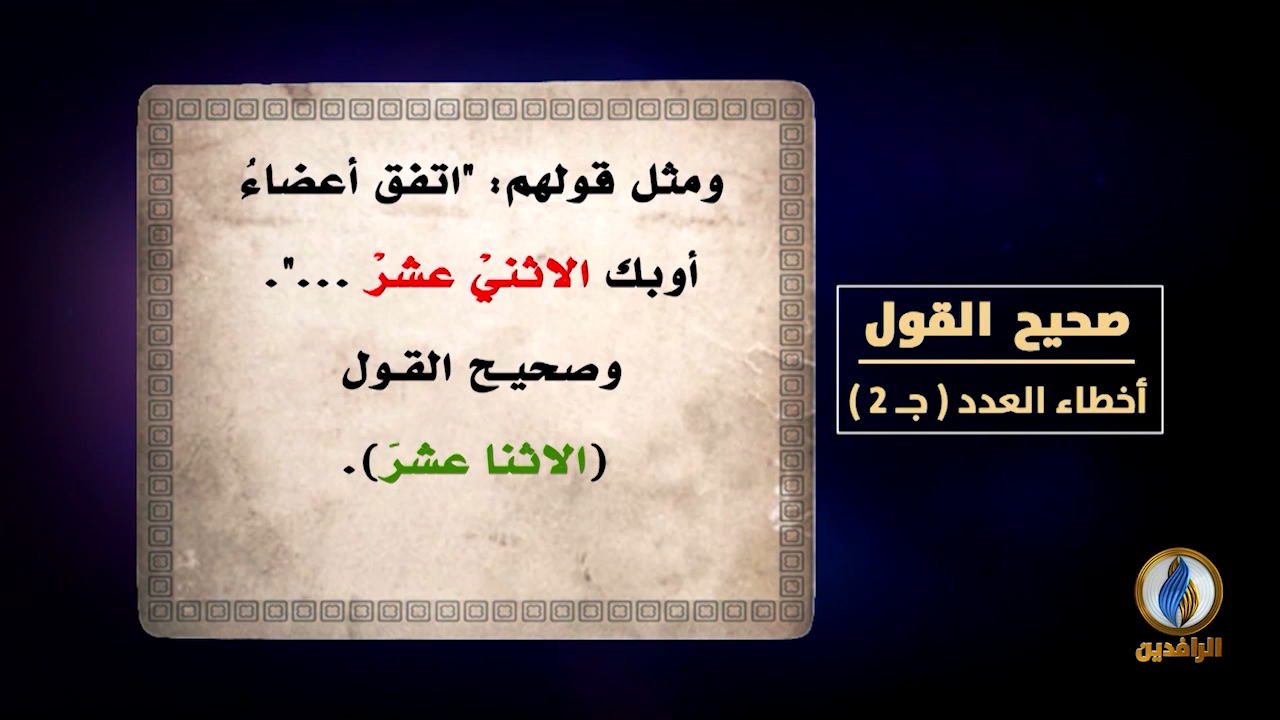 ومثل قولهم: "اتفق أعضاءُ
أوبك الاثنيْ عشرْ ...".
وصحيح القول
(الاثنا عشرَ).
صحيح القول
أخطاء العدد ( جـ 2 )
الرافدين